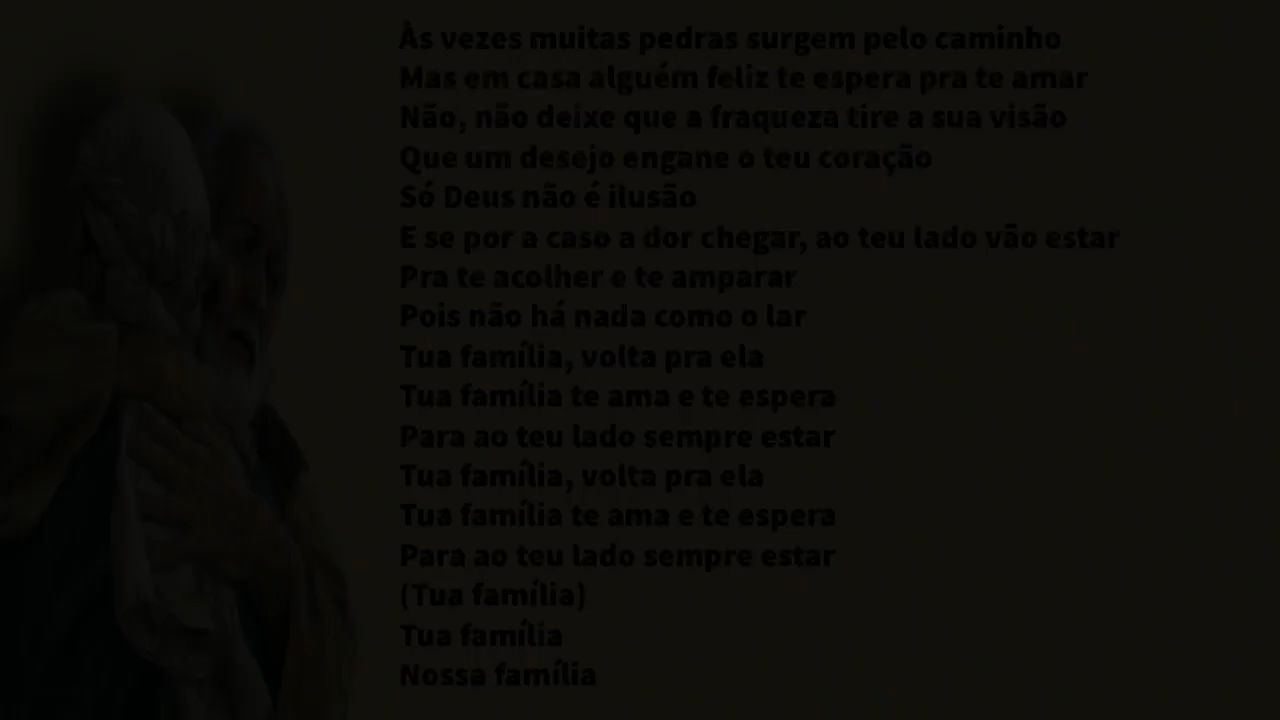 Às vezes muitas pedras surgem pelo caminho
Mas em casa alguém feliz te espera pra te amar
Não, não deixe que a fraqueza tire a sua visão
Que um desejo engane o teu coração
Só Deus não é ilusão
E se por a caso a dor chegar, ao teu lado vão estar
Pra te acolher e te amparar
Pois não há nada como o lar
Tua família, volta pra ela
Tua família te ama e te espera
Para ao teu lado sempre estar
Tua família, volta pra ela
Tua família te ama e te espera
Para ao teu lado sempre estar
(Tua família)
Tua família
Nossa família